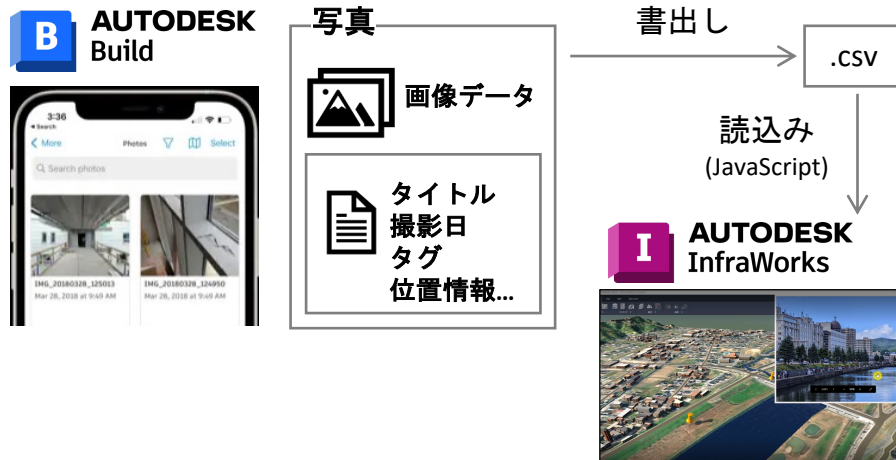 B
AUTODESK
Build
3:36
Search
More
Photos
Select
Search photos
IMG_20180328_125013
Mar 28, 2018 at 9:49 AM
IMG_20180328_124950
Mar 28, 2018 at 9:49 AM
写真
画像データ
タイトル
撮影日
タグ
位置情報...
書出し
.csv
読込み
(JavaScript)
I
AUTODESK
InfraWorks